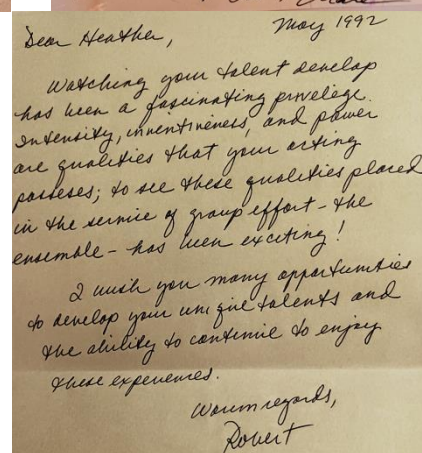 May 1992
Dear Heather,
Watching your talent develop
has been a fascinating privelege.
Intensity, inventiveness, and power
are qualities that your acting
posseses; to see these qualities placed
in the service of group effort - the
ensemble - has been exciting!
I wish you many opportunities
to develop your unique talents and
the ability to continue to enjoy
these experiences.
Warm regards,
Robert